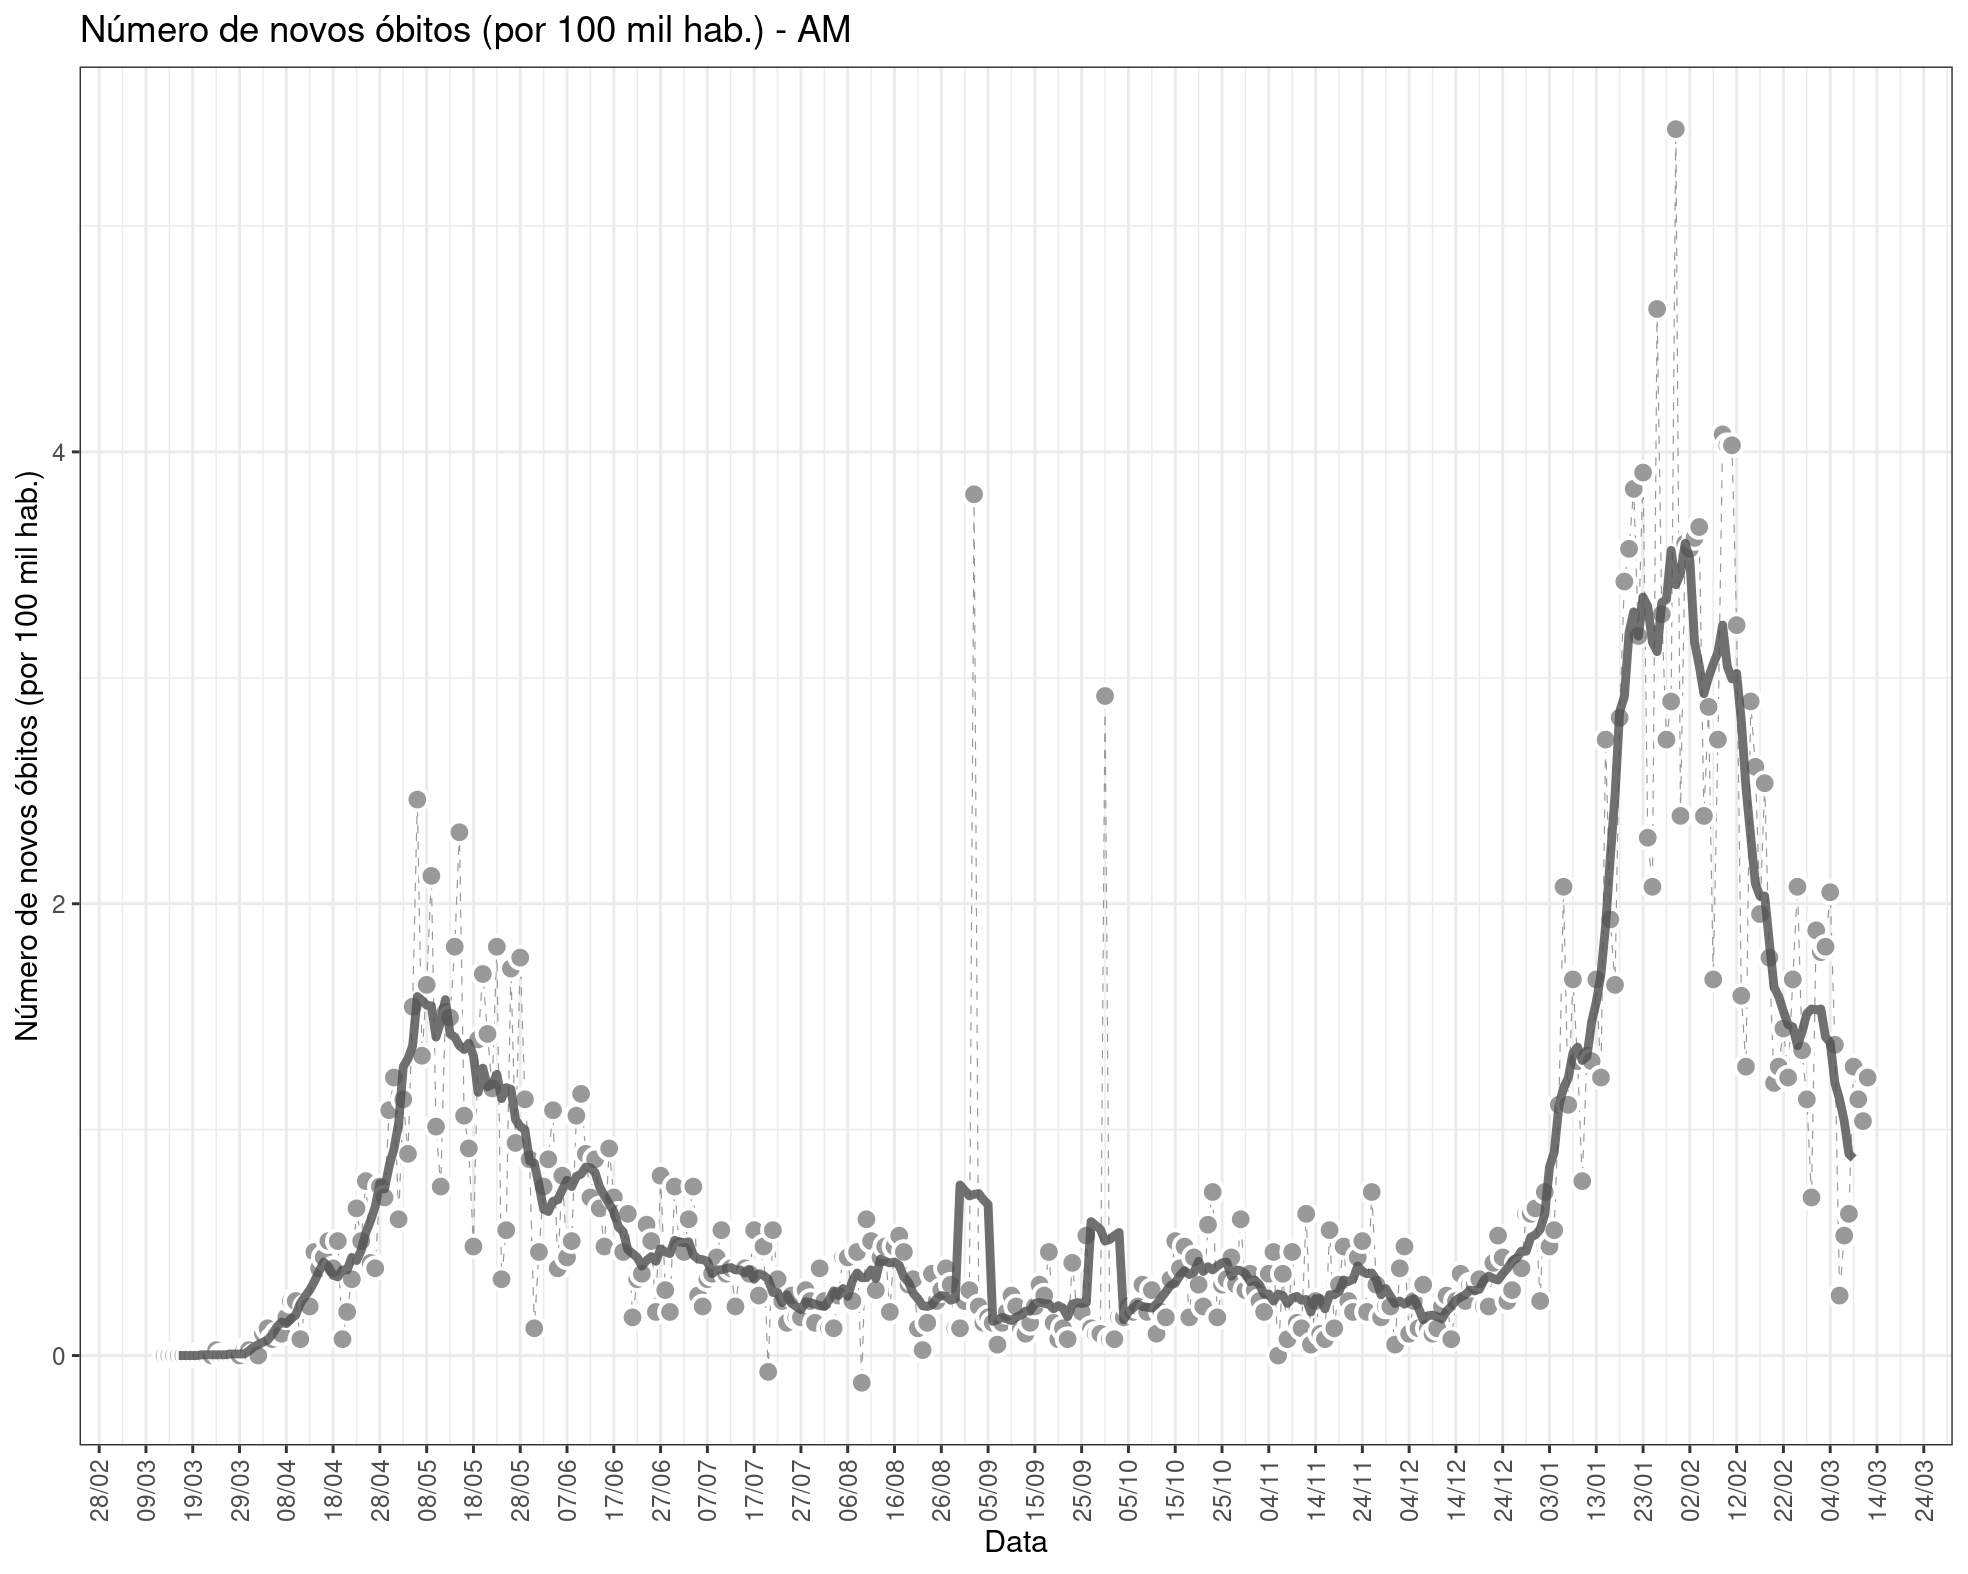 Número de novos óbitos (por 100 mil hab.) - AM
Número de novos óbitos (por 100 mil hab.)
4
2
0
28/02 09/03 19/03 29/03 08/04 18/04 28/04 08/05 18/05 28/05 07/06 17/06 27/06 07/07 17/07 27/07 06/08 16/08 26/08 05/09 15/09 25/09 05/10 15/10 25/10 04/11 14/11 24/11 04/12 14/12 24/12 03/01 13/01 23/01 02/02 12/02 22/02 04/03 14/03 24/03
Data